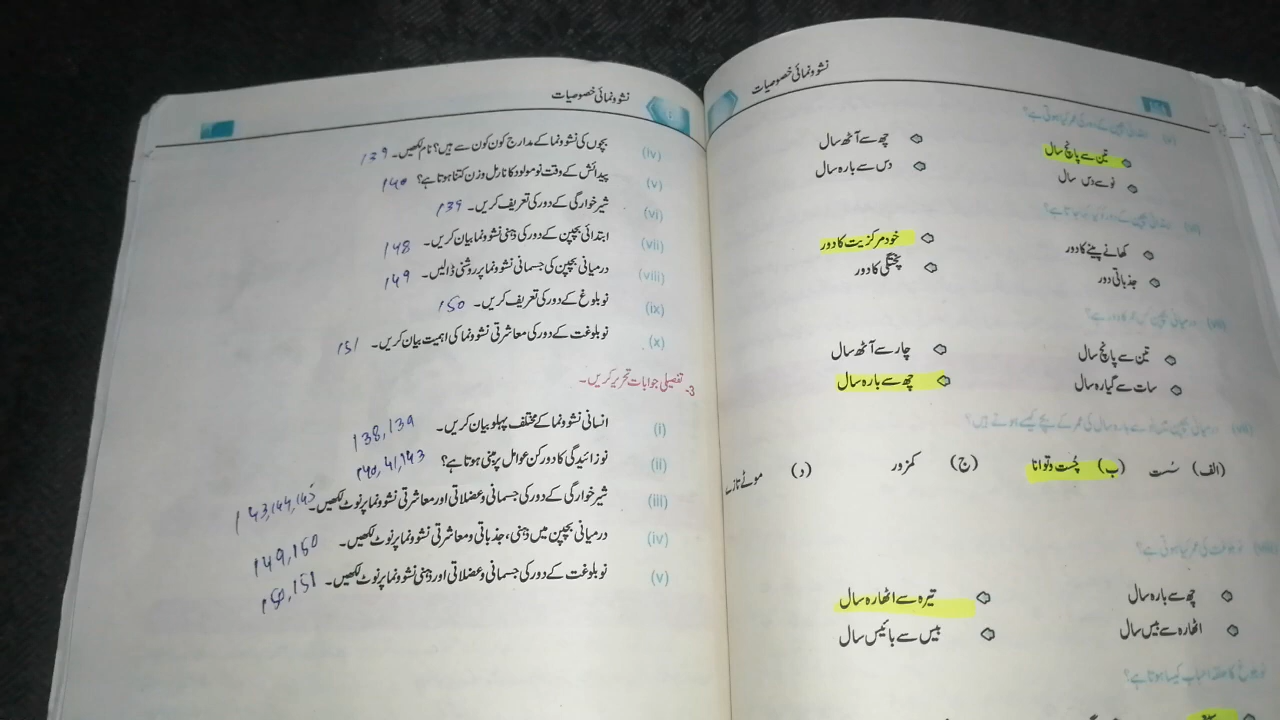 نشوونمائی خصوصیات
تین سے پانچ سال چھ سے آٹھ سال
نوسے دس سال دس سے بارہ سال
کھانے پینے کا دور خود مرکزیت کا دور
جذباتی دور پختگی کا دور
تین سے پانچ سال چار سے آٹھ سال
سات سے گیارہ سال چھ سے بارہ سال
(الف) سُست (ب) چُست و توانا (ج) کمزور (د) موٹے تازے
چھ سے بارہ سال تیرہ سے اٹھارہ سال
اٹھارہ سے بیس سال بیس سے بائیس سال
نشوونمائی خصوصیات
(iv) بچوں کی نشوونما کے مدارج کون کون سے ہیں؟ نام لکھیں۔ 139
(v) پیدائش کے وقت نومولود کا نارمل وزن کتنا ہوتا ہے؟ 140
(vi) شیر خوارگی کے دور کی تعریف کریں۔ 139
(vii) ابتدائی بچپن کے دور کی ذہنی نشوونما بیان کریں۔ 148
(viii) درمیانی بچپن کی جسمانی نشوونما پر روشنی ڈالیں۔ 149
(ix) نوبلوغ کے دور کی تعریف کریں۔ 150
(x) نوبلوغت کے دور کی معاشرتی نشوونما کی اہمیت بیان کریں۔ 151
3- تفصیلی جوابات تحریر کریں۔
(i) انسانی نشوونما کے مختلف پہلو بیان کریں۔ 138,139
(ii) نوزائیدگی کا دور کن عوامل پر مبنی ہوتا ہے؟ 140,41,143
(iii) شیر خوارگی کے دور کی جسمانی و عضلاتی اور معاشرتی نشوونما پر نوٹ لکھیں۔ 143,144,145
(iv) درمیانی بچپن میں ذہنی، جذباتی و معاشرتی نشوونما پر نوٹ لکھیں۔ 149,150
(v) نوبلوغت کے دور کی جسمانی و عضلاتی اور ذہنی نشوونما پر نوٹ لکھیں۔ 150,151